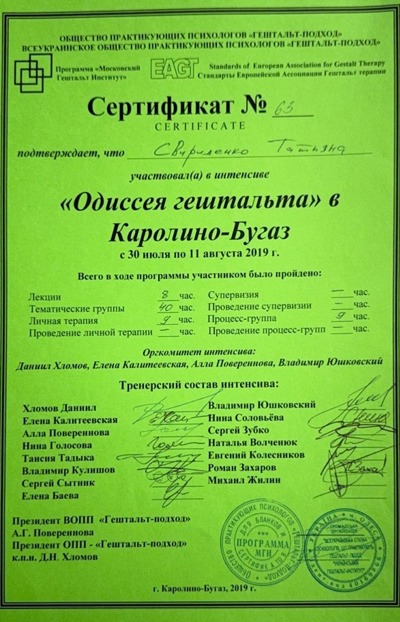 ОБЩЕСТВО ПРАКТИКУЮЩИХ ПСИХОЛОГОВ «ГЕШТАЛЬТ-ПОДХОД»
ВСЕУКРАИНСКОЕ ОБЩЕСТВО ПРАКТИКУЮЩИХ ПСИХОЛОГОВ «ГЕШТАЛЬТ-ПОДХОД»
Программа «Московский Гештальт Институт»
EAGT
Standards of European Association for Gestalt Therapy
Стандарты Европейской Ассоциации Гештальт терапии
Сертификат № 63
CERTIFICATE
подтверждает, что Свириденко Татьяна
участвовал(а) в интенсиве
«Одиссея гештальта» в
Каролино-Бугаз
с 30 июля по 11 августа 2019 г.
Всего в ходе программы участником было пройдено:
Лекции 8 час. Супервизия — час.
Тематические группы 40 час. Проведение супервизии — час.
Личная терапия 9 час. Процесс-группа 9 час.
Проведение личной терапии — час. Проведение процесс-групп — час.
Оргкомитет интенсива:
Даниил Хломов, Елена Калитеевская, Алла Повереннова, Владимир Юшковский
Тренерский состав интенсива:
Хломов Даниил Владимир Юшковский
Елена Калитеевская Нина Соловьёва
Алла Повереннова Сергей Зубко
Нина Голосова Наталья Волченюк
Таисия Тадыка Евгений Колесников
Владимир Кулишов Роман Захаров
Сергей Сытник Михаил Жилин
Елена Баева
Президент ВОПП «Гештальт-подход»
А.Г. Повереннова
Президент ОПП - «Гештальт-подход»
к.п.н. Д.Н. Хломов
ДЛЯ БЛАНКОВ И
ПРОГРАММА
МГИ
г. Каролино-Бугаз, 2019 г.